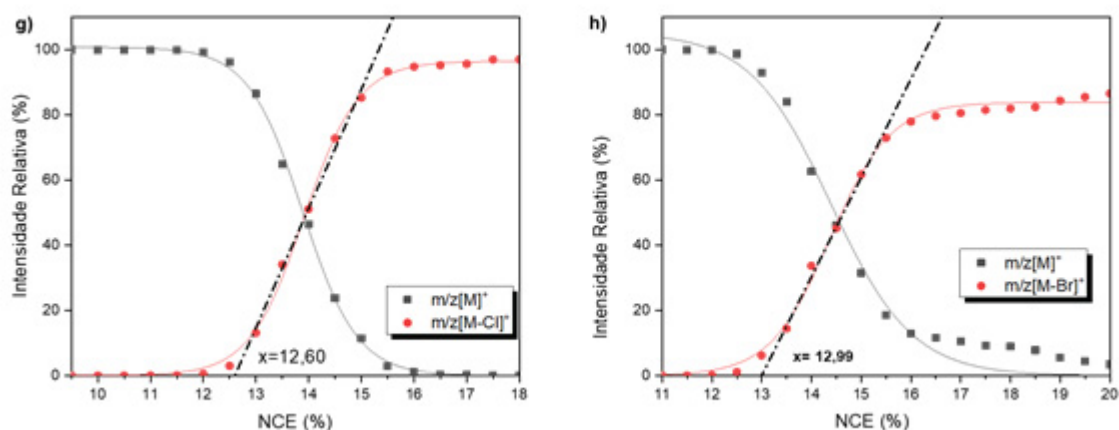 g)
Intensidade Relativa (%)
100
80
60
40
20
0
m/z[M]⁺
m/z[M-Cl]⁺
x=12,60
10 11 12 13 14 15 16 17 18
NCE (%)
h)
Intensidade Relativa (%)
100
80
60
40
20
0
m/z[M]⁺
m/z[M-Br]⁺
x= 12,99
11 12 13 14 15 16 17 18 19 20
NCE (%)